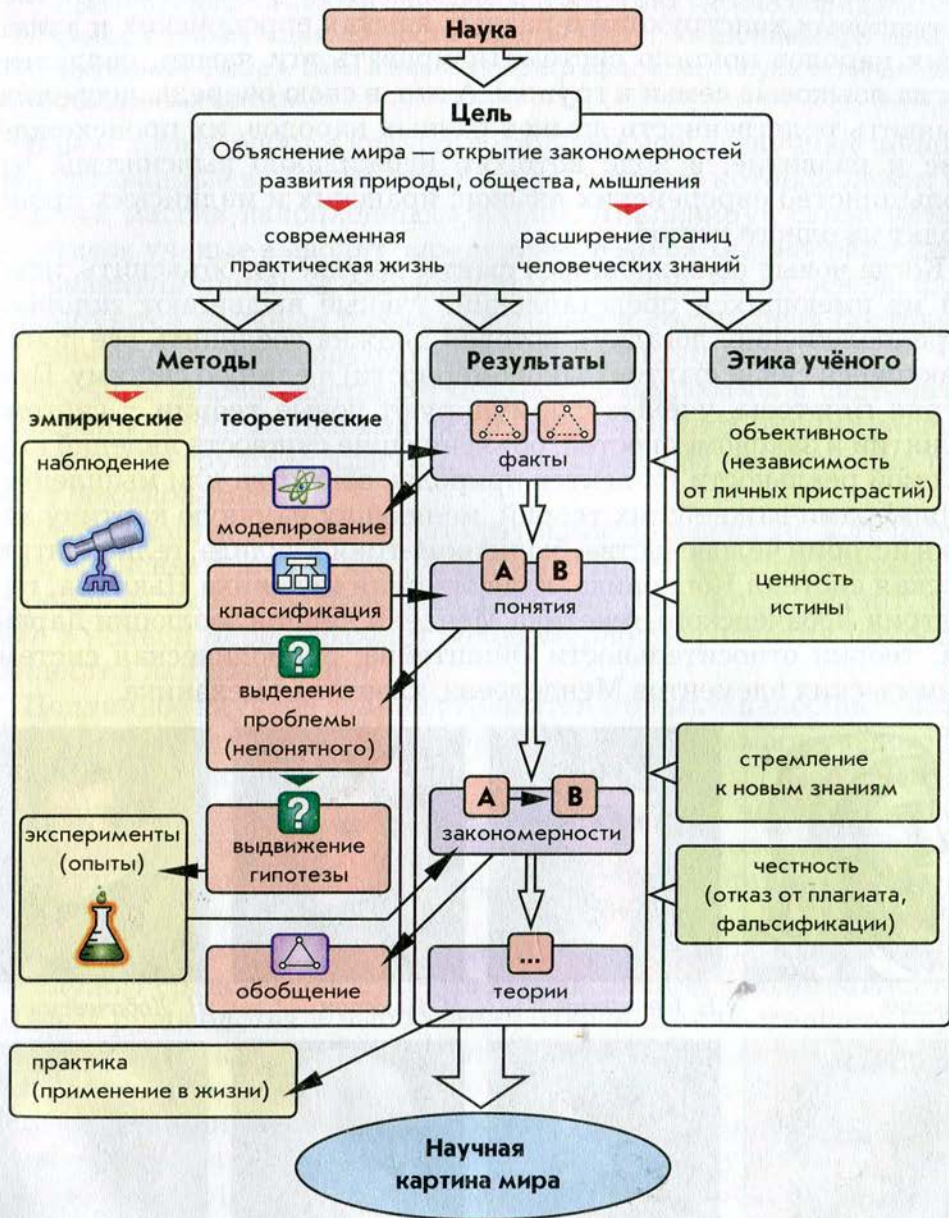 Наука
Цель
Объяснение мира – открытие закономерностей
развития природы, общества, мышления
современная
практическая жизнь
расширение границ
человеческих знаний
Методы
эмпирические
теоретические
наблюдение
моделирование
классификация
?
выделение
проблемы
(непонятного)
?
выдвижение
гипотезы
эксперименты
(опыты)
обобщение
практика
(применение в жизни)
Результаты
факты
А В
понятия
А В
закономерности
...
теории
Этика учёного
объективность
(независимость
от личных пристрастий)
ценность
истины
стремление
к новым знаниям
честность
(отказ от плагиата,
фальсификации)
Научная
картина мира